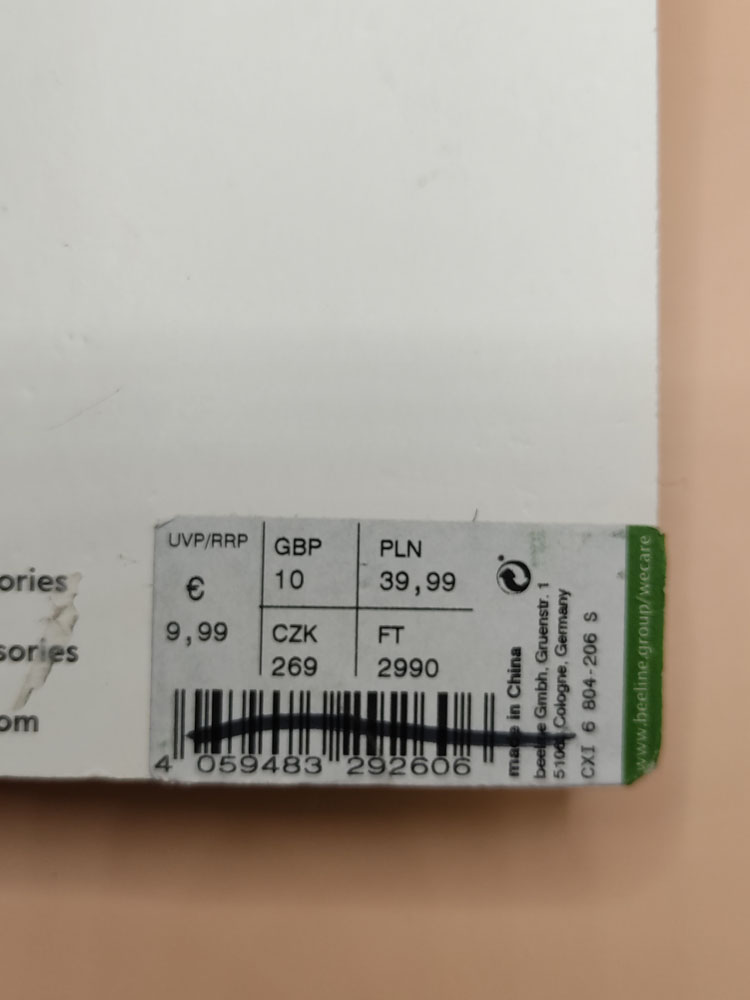 ories
sories
om
UVP/RRP
€
9,99
GBP
10
PLN
39,99
CZK
269
FT
2990
4 059483 292606
made in China
beeline Gmbh, Gruenstr. 1
Cologne, Germany
CXI 6 804-206 S
www.beeline.group/wecare